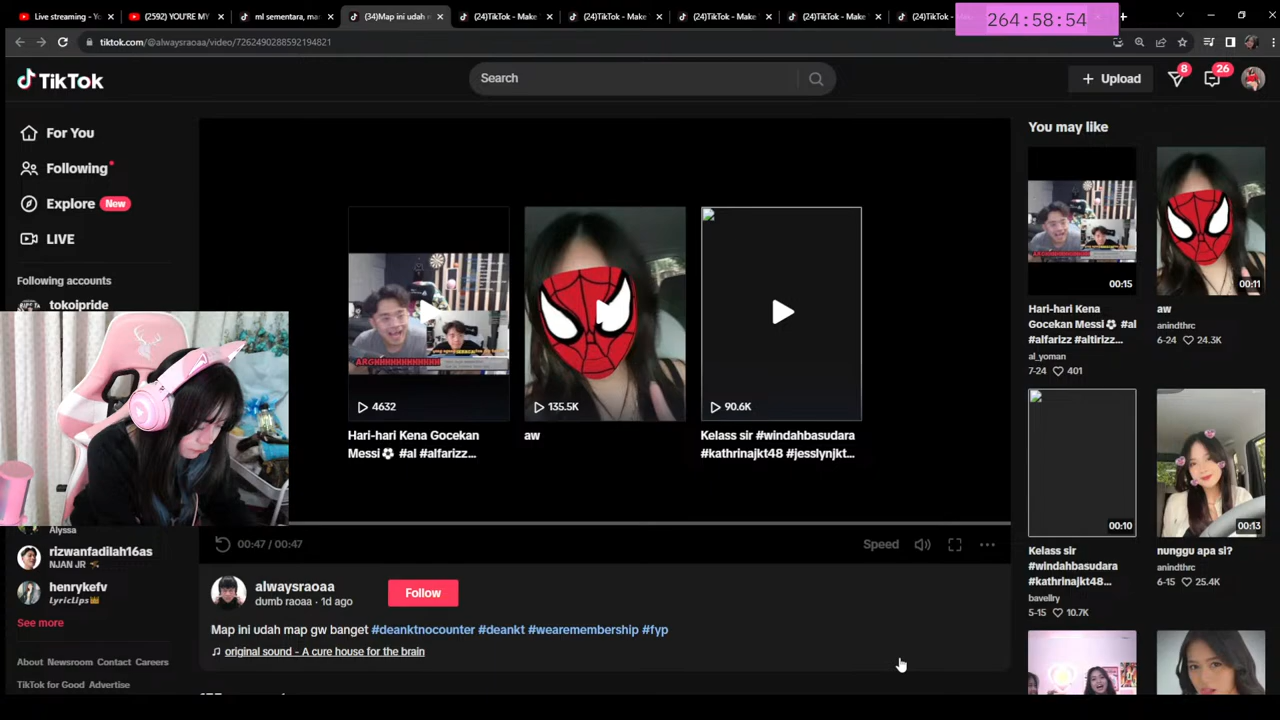 Live streaming - Yo
(2592) YOU'RE MY
ml sementara, ma
(34)Map ini udah
(24)TikTok - Make
(24)TikTok - Make
(24)TikTok - Make
(24)TikTok - Make
(24)TikTok -
264:58:54
tiktok.com/@alwaysraoaa/video/7262490288592194821
TikTok
Search
Upload
8
26
For You
Following
Explore New
LIVE
Following accounts
tokoipride
Alyssa
rizwanfadilah16as
NJAN JR
henrykefv
LyricLips
See more
About Newsroom Contact Careers
TikTok for Good Advertise
ARGHHHHHHHHHHH
4632
Hari-hari Kena Gocekan
Messi⚽ #al #alfarizz...
135.5K
aw
90.6K
Kelass sir #windahbasudara
#kathrinajkt48 #jesslynjkt...
00:47 / 00:47
Speed
alwaysraoaa
dumb raoaa · 1d ago
Follow
Map ini udah map gw banget #deanktnocounter #deankt #wearemembership #fyp
original sound - A cure house for the brain
You may like
00:15
Hari-hari Kena
Gocekan Messi⚽ #al
#alfarizz #altirizz...
al_yoman
7-24 401
00:11
aw
anindthrc
6-24 24.3K
00:10
Kelass sir
#windahbasudara
#kathrinajkt48...
bavellry
5-15 10.7K
00:13
nunggu apa si?
anindthrc
6-15 25.4K